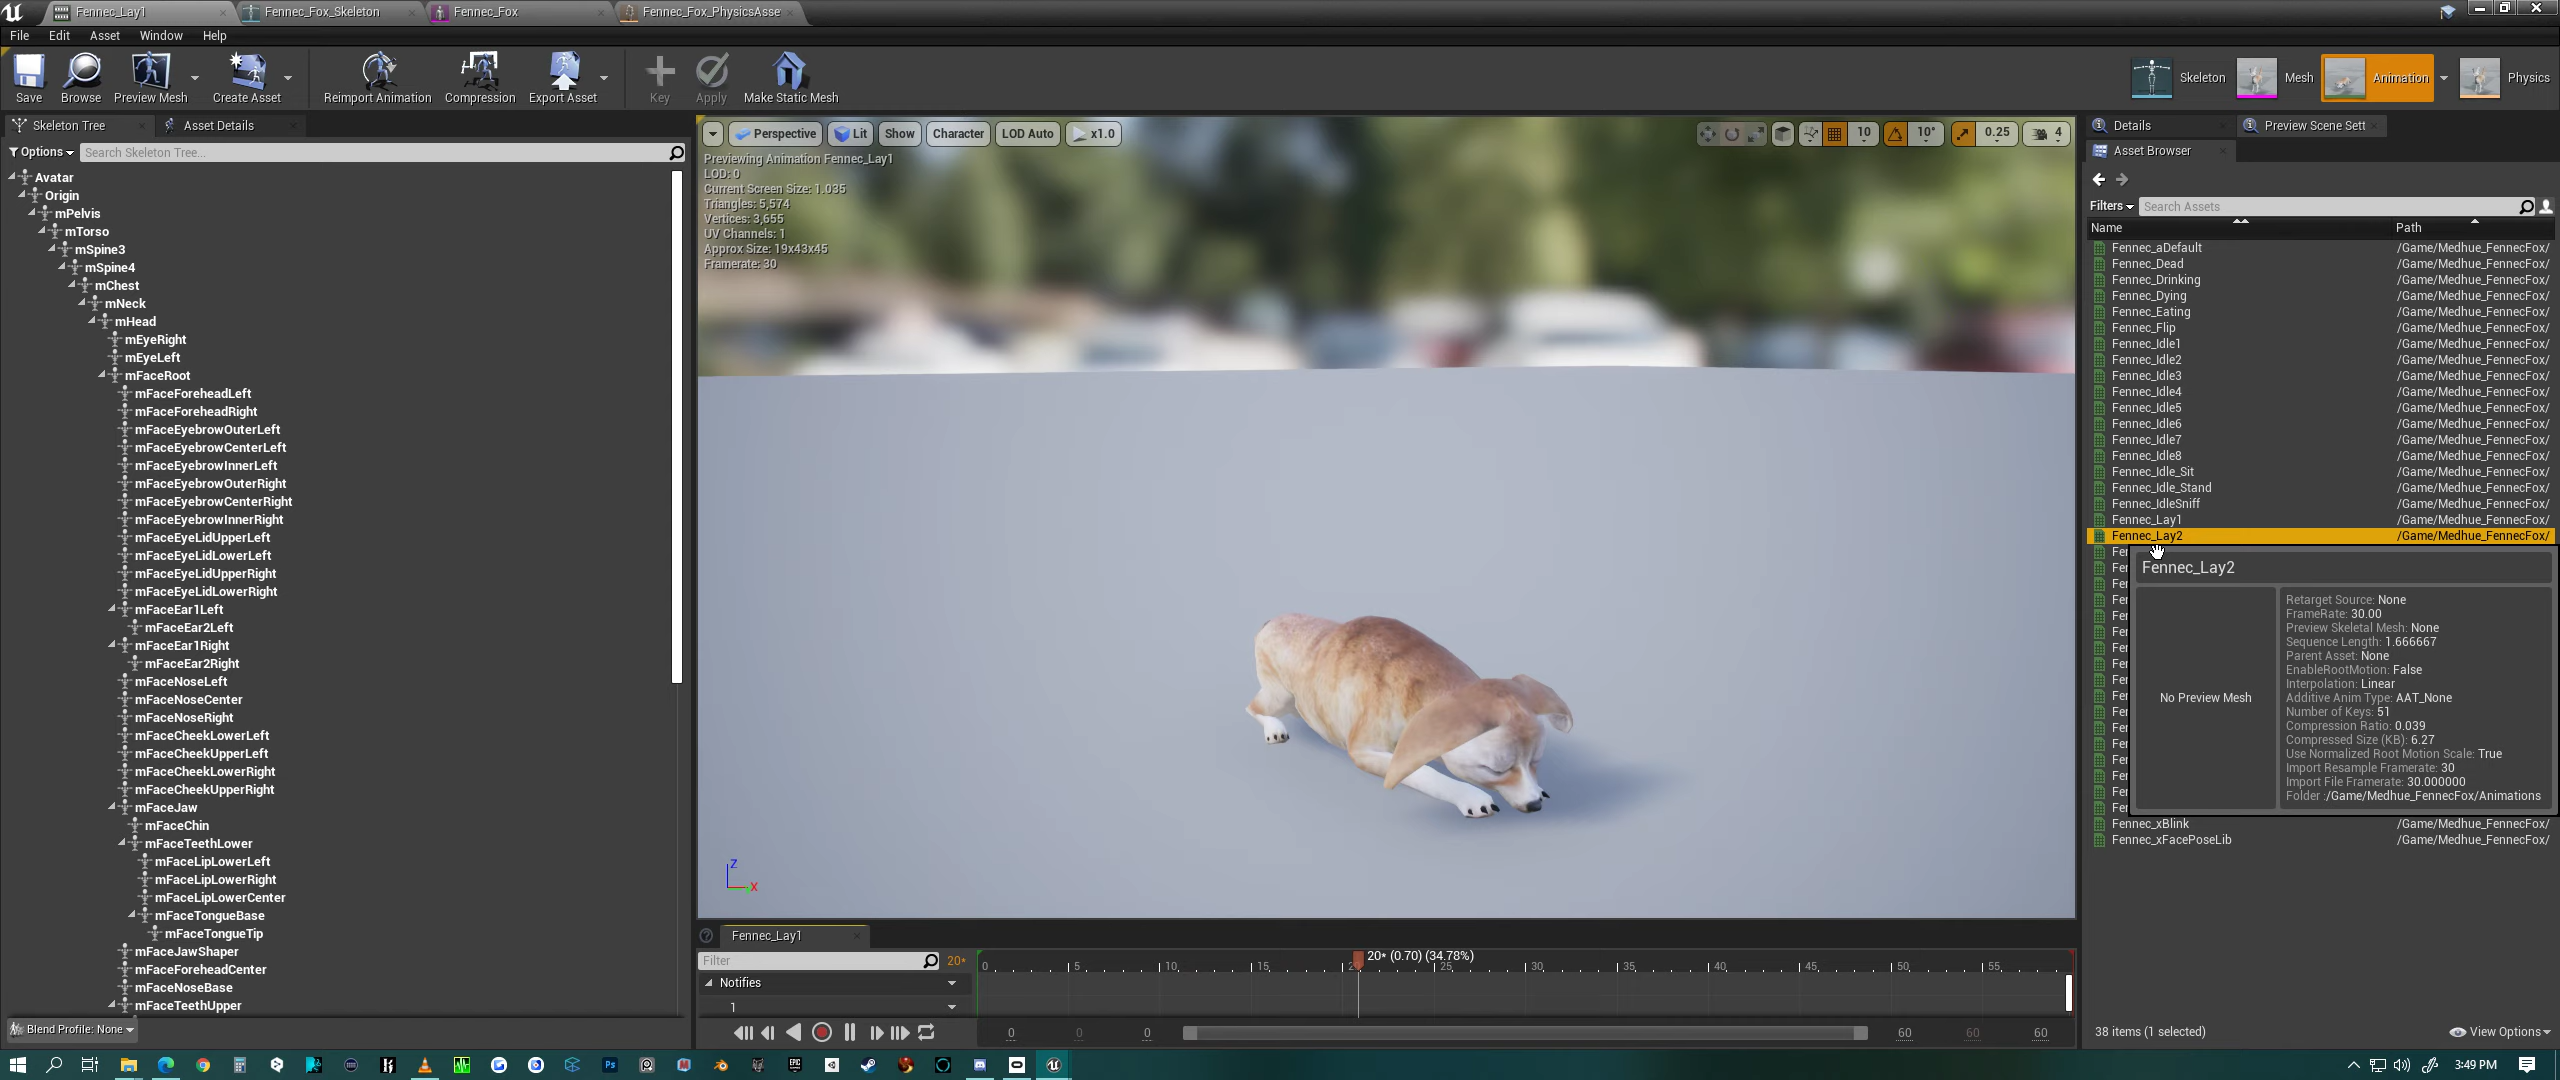 Fennec_Lay1
Fennec_Fox_Skeleton
Fennec_Fox
Fennec_Fox_PhysicsAsse
File Edit Asset Window Help
Save
Browse
Preview Mesh
Create Asset
Reimport Animation
Compression
Export Asset
Key
Apply
Make Static Mesh
Skeleton
Mesh
Animation
Physics
Skeleton Tree
Asset Details
Options
Search Skeleton Tree...
Avatar
Origin
mPelvis
mTorso
mSpine3
mSpine4
mChest
mNeck
mHead
mEyeRight
mEyeLeft
mFaceRoot
mFaceForeheadLeft
mFaceForeheadRight
mFaceEyebrowOuterLeft
mFaceEyebrowCenterLeft
mFaceEyebrowInnerLeft
mFaceEyebrowOuterRight
mFaceEyebrowCenterRight
mFaceEyebrowInnerRight
mFaceEyeLidUpperLeft
mFaceEyeLidLowerLeft
mFaceEyeLidUpperRight
mFaceEyeLidLowerRight
mFaceEar1Left
mFaceEar2Left
mFaceEar1Right
mFaceEar2Right
mFaceNoseLeft
mFaceNoseCenter
mFaceNoseRight
mFaceCheekLowerLeft
mFaceCheekUpperLeft
mFaceCheekLowerRight
mFaceCheekUpperRight
mFaceJaw
mFaceChin
mFaceTeethLower
mFaceLipLowerLeft
mFaceLipLowerRight
mFaceLipLowerCenter
mFaceTongueBase
mFaceTongueTip
mFaceJawShaper
mFaceForeheadCenter
mFaceNoseBase
mFaceTeethUpper
Blend Profile: None
Perspective Lit Show Character LOD Auto x1.0
10 10° 0.25 4
Previewing Animation Fennec_Lay1
LOD: 0
Current Screen Size: 1.035
Triangles: 5,574
Vertices: 3,655
UV Channels: 1
Approx Size: 19x43x45
Framerate: 30
Z
X
Fennec_Lay1
Filter
20*
0 5 10 15 20* (0.70) (34.78%) 25 30 35 40 45 50 55
Notifies
1
0 0 0 60 60 60
Details
Preview Scene Sett
Asset Browser
Filters
Search Assets
Name Path
Fennec_aDefault /Game/Medhue_FennecFox/
Fennec_Dead /Game/Medhue_FennecFox/
Fennec_Drinking /Game/Medhue_FennecFox/
Fennec_Dying /Game/Medhue_FennecFox/
Fennec_Eating /Game/Medhue_FennecFox/
Fennec_Flip /Game/Medhue_FennecFox/
Fennec_Idle1 /Game/Medhue_FennecFox/
Fennec_Idle2 /Game/Medhue_FennecFox/
Fennec_Idle3 /Game/Medhue_FennecFox/
Fennec_Idle4 /Game/Medhue_FennecFox/
Fennec_Idle5 /Game/Medhue_FennecFox/
Fennec_Idle6 /Game/Medhue_FennecFox/
Fennec_Idle7 /Game/Medhue_FennecFox/
Fennec_Idle8 /Game/Medhue_FennecFox/
Fennec_Idle_Sit /Game/Medhue_FennecFox/
Fennec_Idle_Stand /Game/Medhue_FennecFox/
Fennec_IdleSniff /Game/Medhue_FennecFox/
Fennec_Lay1 /Game/Medhue_FennecFox/
Fennec_Lay2 /Game/Medhue_FennecFox/
Fennec_Lay2
No Preview Mesh
Retarget Source: None
FrameRate: 30.00
Preview Skeletal Mesh: None
Sequence Length: 1.666667
Parent Asset: None
EnableRootMotion: False
Interpolation: Linear
Additive Anim Type: AAT_None
Number of Keys: 51
Compression Ratio: 0.039
Compressed Size (KB): 6.27
Use Normalized Root Motion Scale: True
Import Resample Framerate: 30
Import File Framerate: 30.000000
Folder :/Game/Medhue_FennecFox/Animations
Fennec_xBlink /Game/Medhue_FennecFox/
Fennec_xFacePoseLib /Game/Medhue_FennecFox/
38 items (1 selected)
View Options
3:49 PM